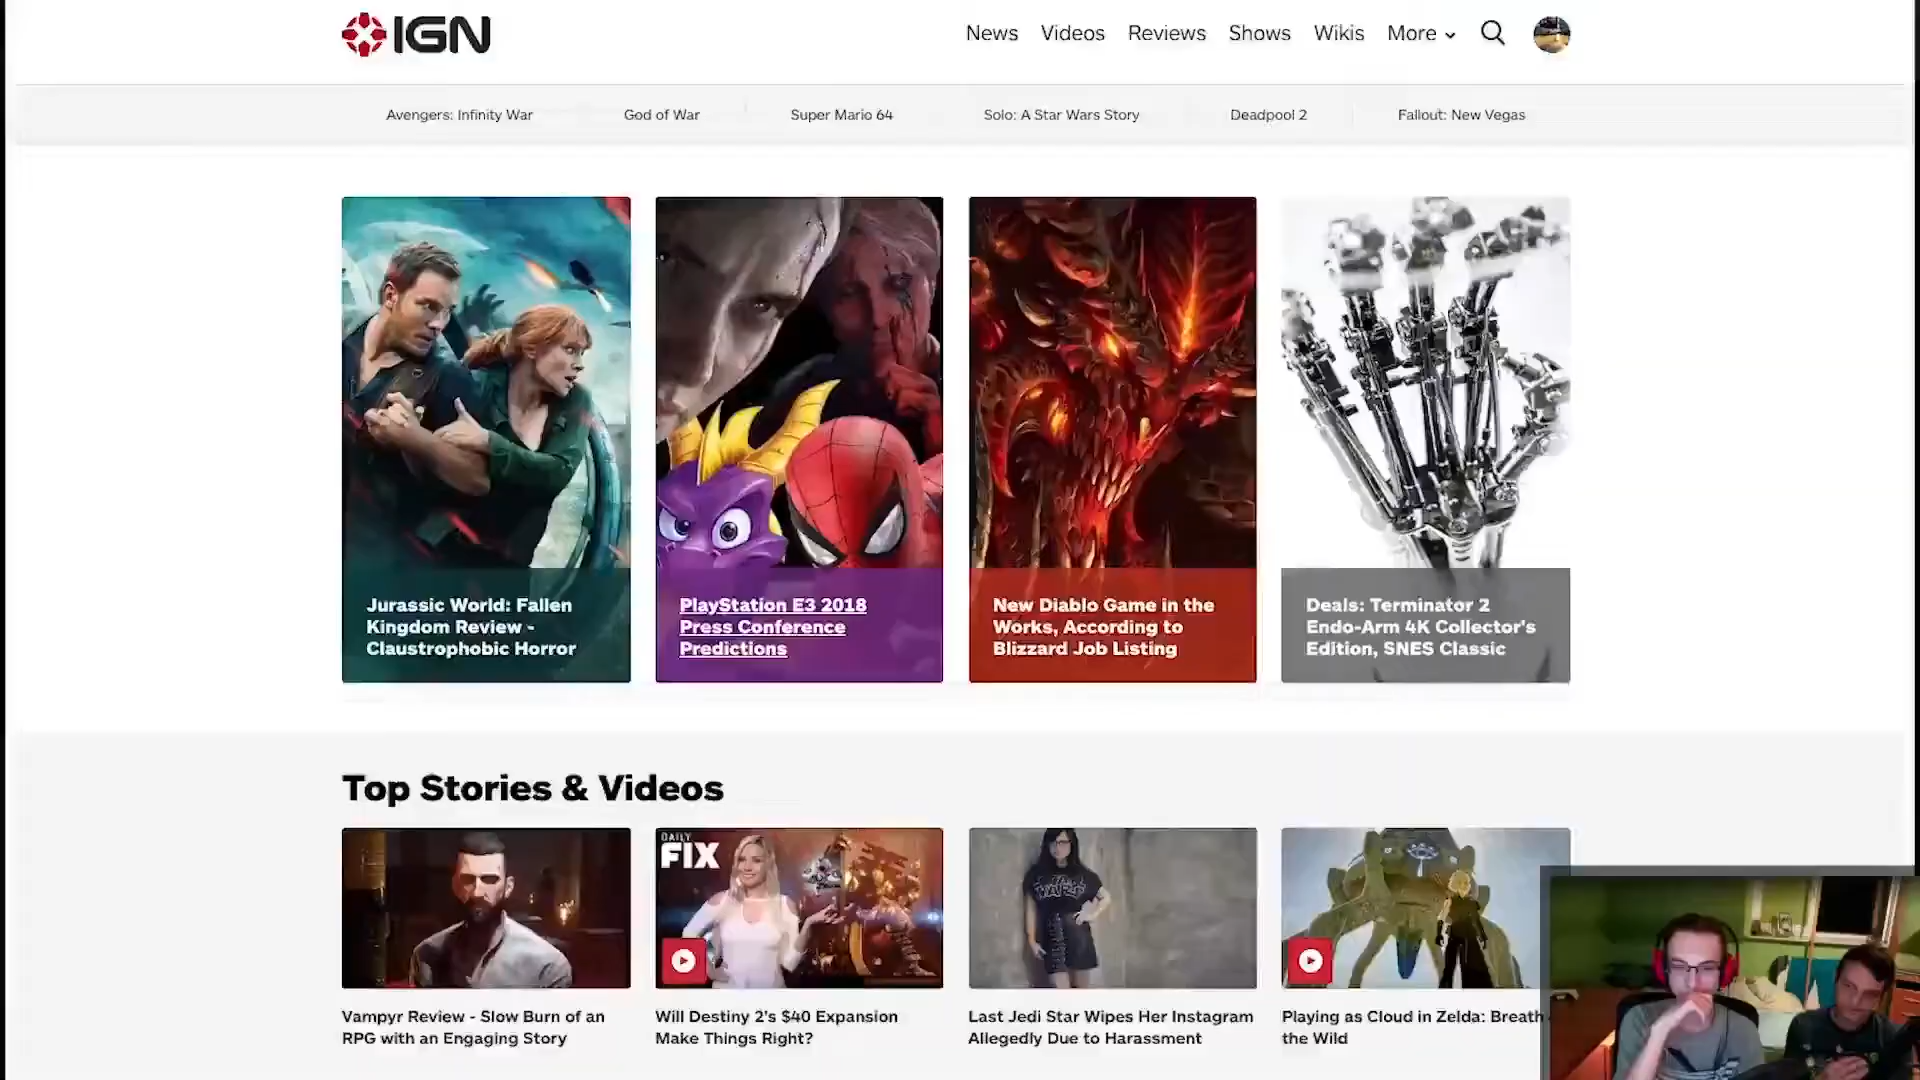 IGN
News Videos Reviews Shows Wikis More
Avengers: Infinity War God of War Super Mario 64 Solo: A Star Wars Story Deadpool 2 Fallout: New Vegas
Jurassic World: Fallen
Kingdom Review -
Claustrophobic Horror
PlayStation E3 2018
Press Conference
Predictions
New Diablo Game in the
Works, According to
Blizzard Job Listing
Deals: Terminator 2
Endo-Arm 4K Collector's
Edition, SNES Classic
Top Stories & Videos
DAILY
FIX
STAR
WARS
Vampyr Review - Slow Burn of an
RPG with an Engaging Story
Will Destiny 2's $40 Expansion
Make Things Right?
Last Jedi Star Wipes Her Instagram
Allegedly Due to Harassment
Playing as Cloud in Zelda: Breath
the Wild